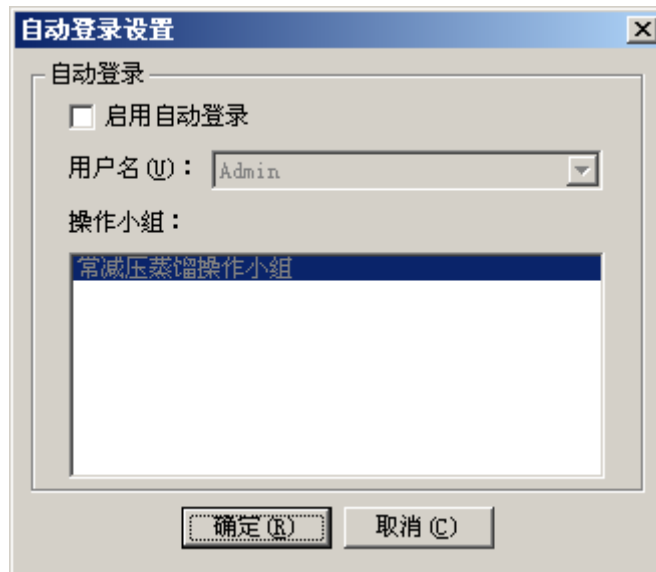 自动登录设置
自动登录
启用自动登录
用户名(U)： Admin
操作小组：
常减压蒸馏操作小组
确定(R) 取消(C)